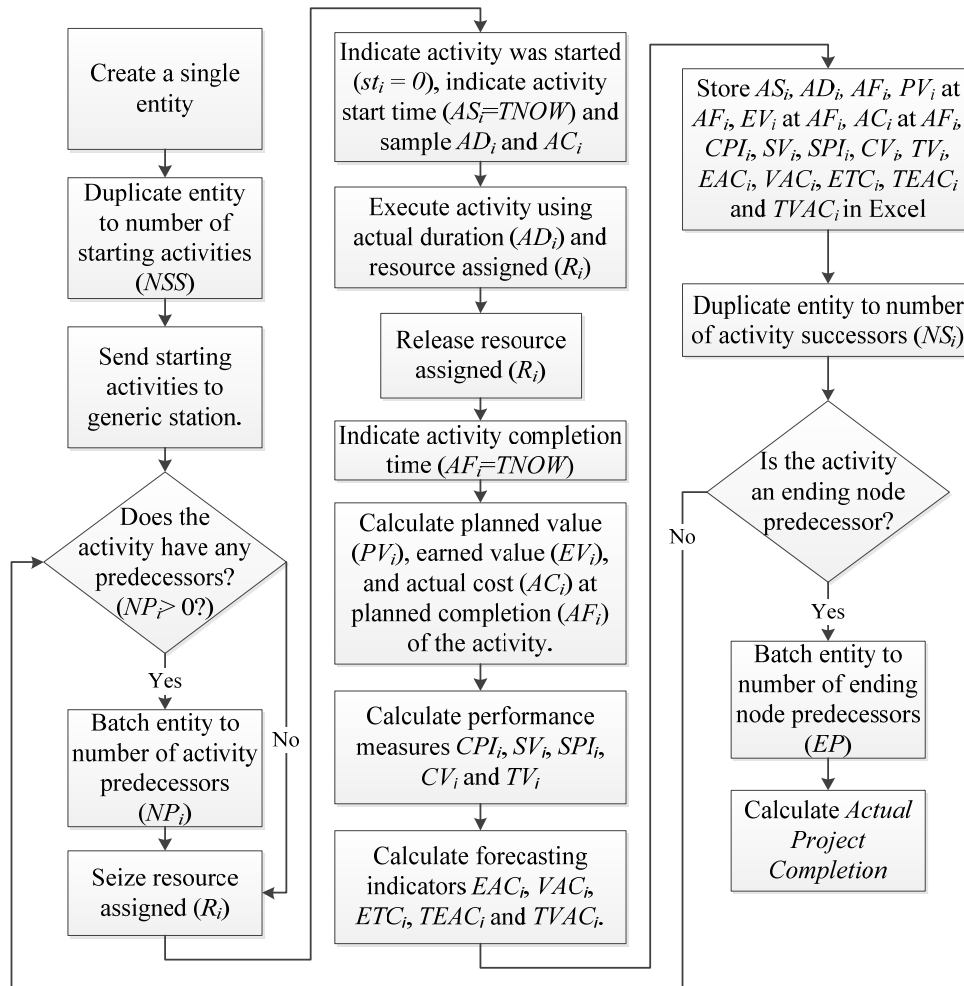 Create a single
entity
Duplicate entity
to number of
starting activities
(NSS)
Send starting
activities to
generic station.
Does the
activity have any
predecessors?
(NPi> 0?)
Yes
No
Batch entity to
number of activity
predecessors
(NPi)
Seize resource
assigned (Ri)
Indicate activity was started
(sti = 0), indicate activity
start time (ASi=TNOW) and
sample ADi and ACi
Execute activity using
actual duration (ADi) and
resource assigned (Ri)
Release resource
assigned (Ri)
Indicate activity completion
time (AFi=TNOW)
Calculate planned value
(PVi), earned value (EVi),
and actual cost (ACi) at
planned completion (AFi)
of the activity.
Calculate performance
measures CPIi, SVi, SPIi,
CVi and TVi
Calculate forecasting
indicators EACi, VACi,
ETCi, TEACi and TVACi.
Store ASi, ADi, AFi, PVi at
AFi, EVi at AFi, ACi at AFi,
CPIi, SVi, SPIi, CVi, TVi,
EACi, VACi, ETCi, TEACi
and TVACi in Excel
Duplicate entity to number
of activity successors (NSi)
Is the activity
an ending node
predecessor?
No
Yes
Batch entity to
number of ending
node predecessors
(EP)
Calculate Actual
Project
Completion